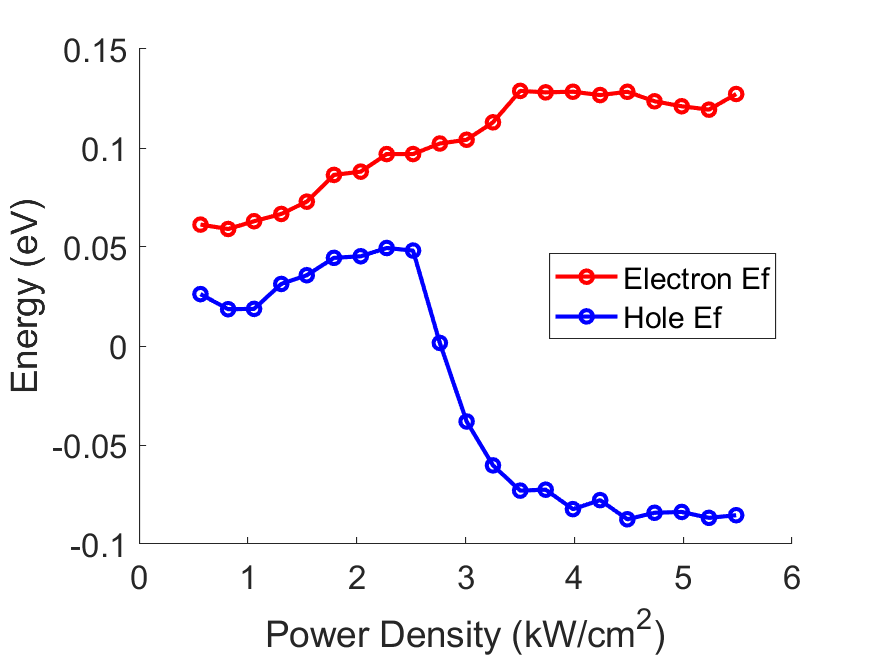 0.15
0.1
0.05
0
-0.05
-0.1
Energy (eV)
Electron Ef
Hole Ef
0 1 2 3 4 5 6
Power Density (kW/cm²)